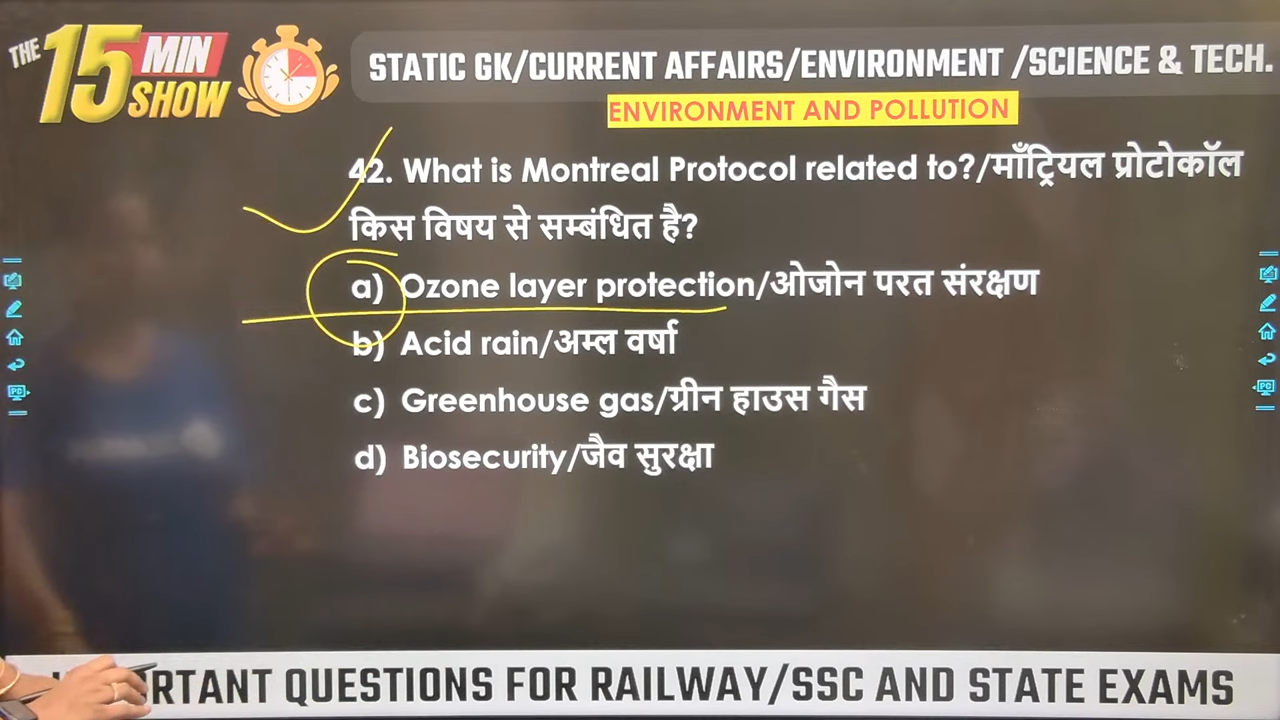 THE 15 MIN SHOW
STATIC GK/CURRENT AFFAIRS/ENVIRONMENT /SCIENCE & TECH.
ENVIRONMENT AND POLLUTION
42. What is Montreal Protocol related to?/माँट्रियल प्रोटोकॉल
किस विषय से सम्बंधित है?
a) Ozone layer protection/ओजोन परत संरक्षण
b) Acid rain/अम्ल वर्षा
c) Greenhouse gas/ग्रीन हाउस गैस
d) Biosecurity/जैव सुरक्षा
PC
PC
QUESTIONS FOR RAILWAY/SSC AND STATE EXAMS